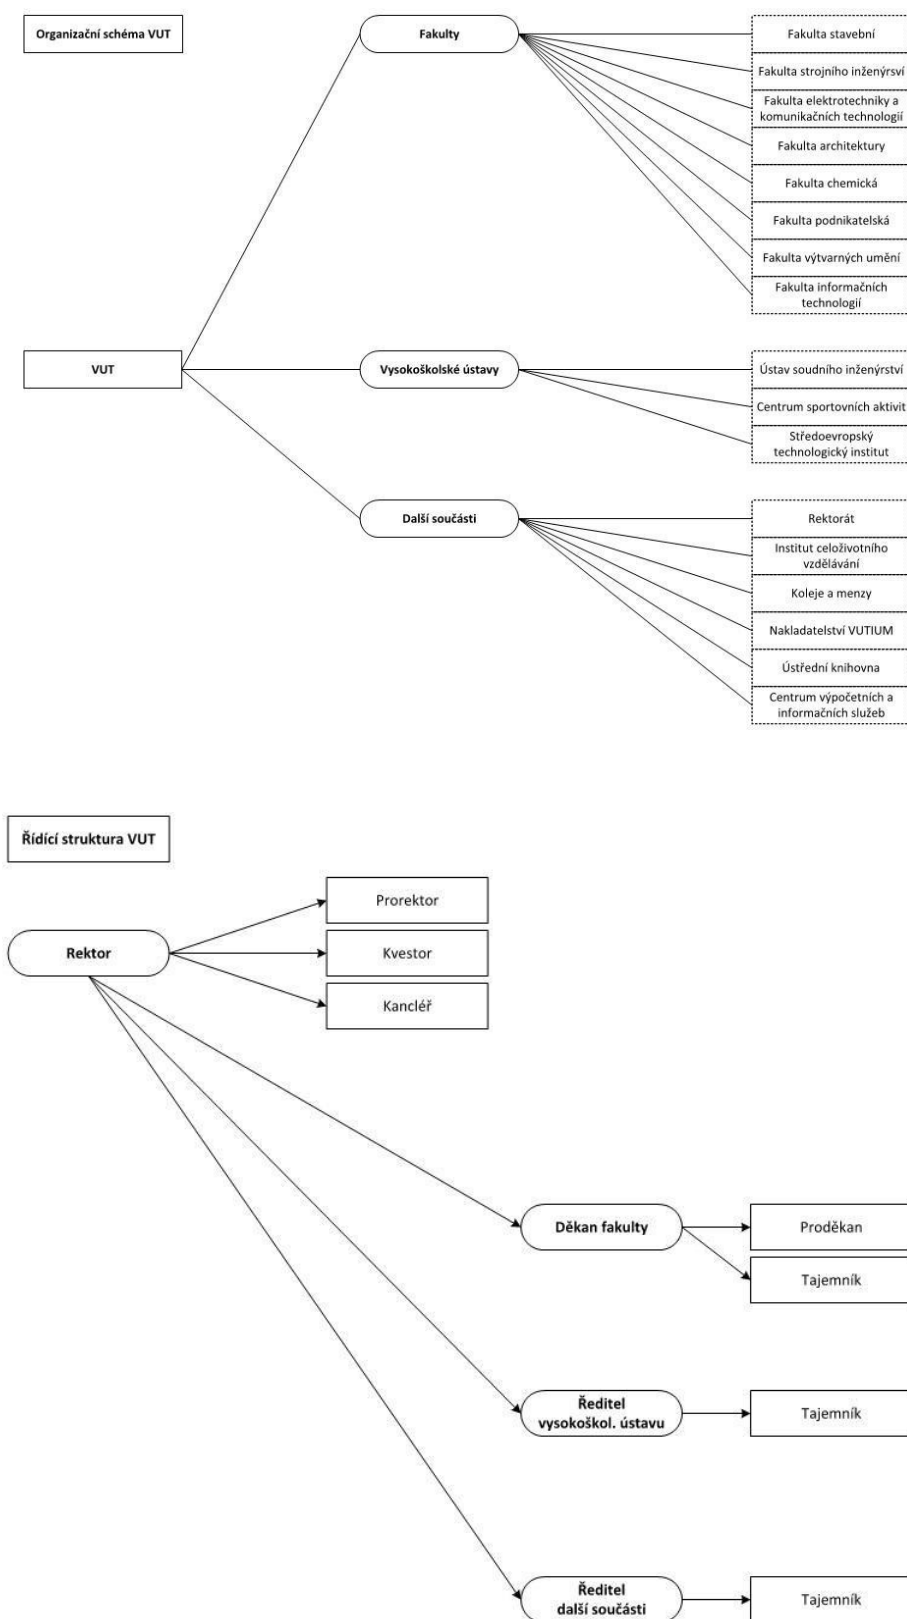 Organizační schéma VUT
Fakulty
Fakulta stavební
Fakulta strojního inženýrsví
Fakulta elektrotechniky a
komunikačních technologií
Fakulta architektury
Fakulta chemická
Fakulta podnikatelská
Fakulta výtvarných umění
Fakulta informačních
technologií
VUT
Vysokoškolské ústavy
Ústav soudního inženýrství
Centrum sportovních aktivit
Středoevropský
technologický institut
Další součásti
Rektorát
Institut celoživotního
vzdělávání
Koleje a menzy
Nakladatelství VUTIUM
Ústřední knihovna
Centrum výpočetních a
informačních služeb
Řídící struktura VUT
Rektor
Prorektor
Kvestor
Kancléř
Děkan fakulty
Proděkan
Tajemník
Ředitel
vysokoškol. ústavu
Tajemník
Ředitel
další součásti
Tajemník